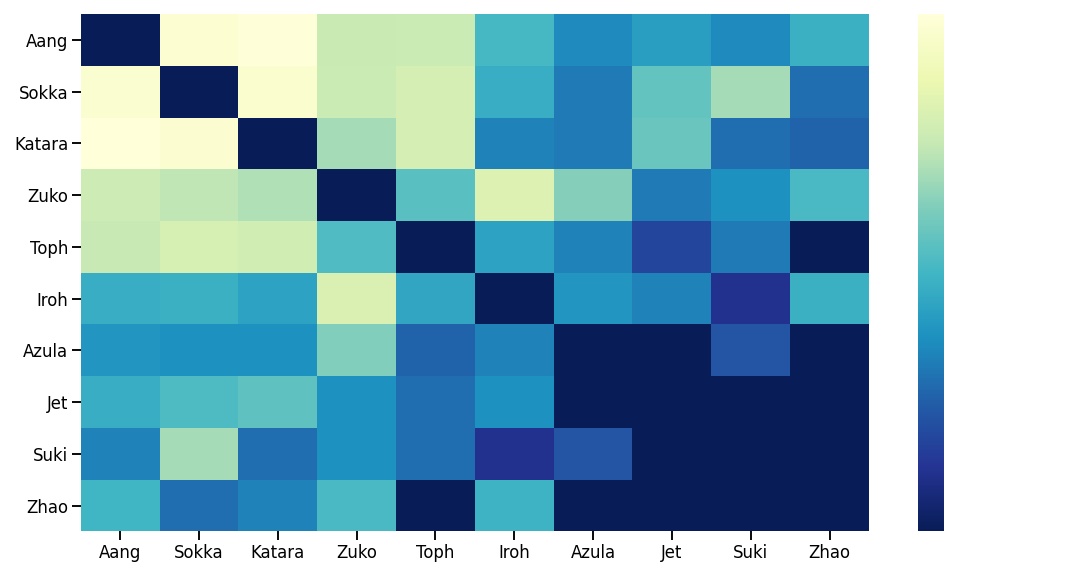 Aang
Sokka
Katara
Zuko
Toph
Iroh
Azula
Jet
Suki
Zhao
Aang Sokka Katara Zuko Toph Iroh Azula Jet Suki Zhao